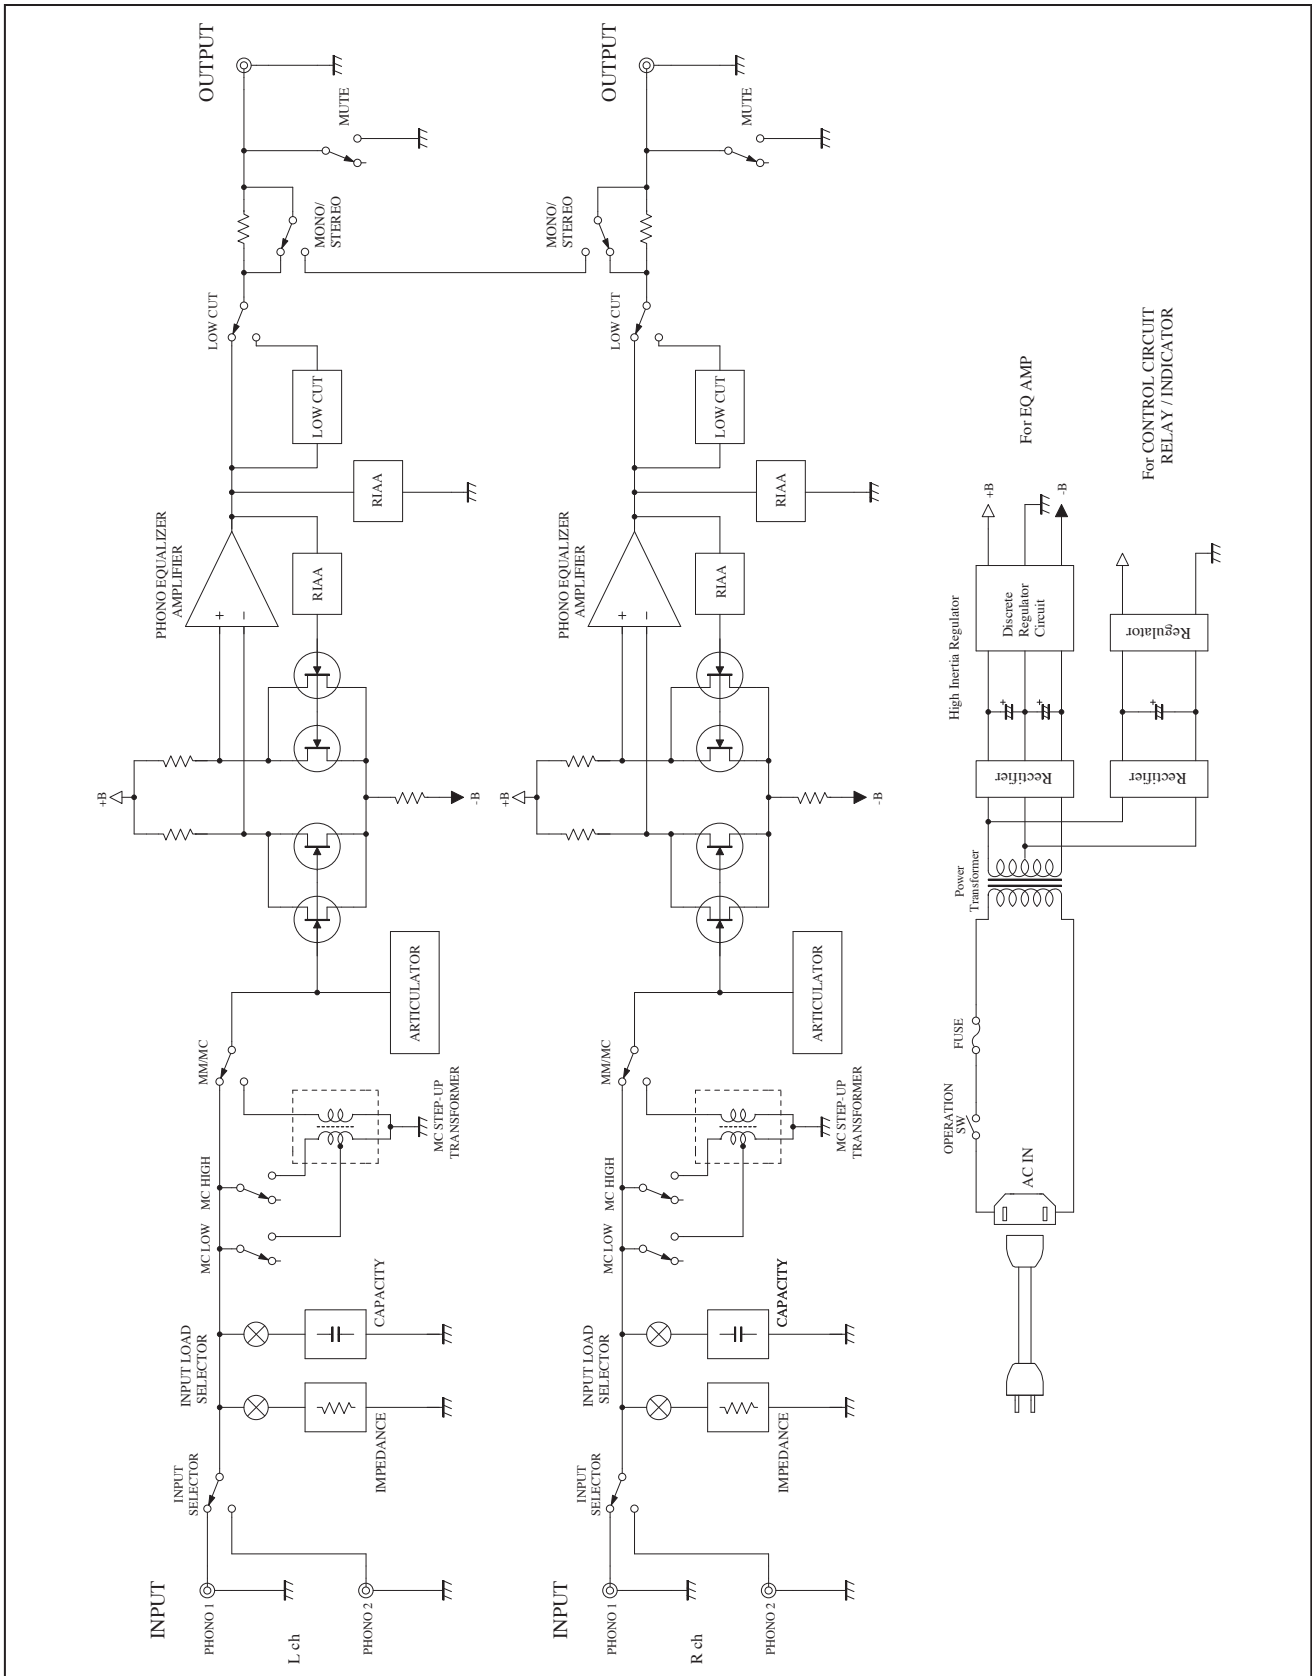 INPUT
PHONO 1
L ch
PHONO 2
INPUT
SELECTOR
IMPEDANCE
INPUT LOAD
SELECTOR
CAPACITY
MC LOW
MC HIGH
MC STEP-UP
TRANSFORMER
MM/MC
ARTICULATOR
+B
-B
PHONO EQUALIZER
AMPLIFIER
+
−
RIAA
RIAA
LOW CUT
LOW CUT
MONO/
STEREO
MUTE
OUTPUT
INPUT
PHONO 1
R ch
PHONO 2
INPUT
SELECTOR
IMPEDANCE
INPUT LOAD
SELECTOR
CAPACITY
MC LOW
MC HIGH
MC STEP-UP
TRANSFORMER
MM/MC
ARTICULATOR
+B
-B
PHONO EQUALIZER
AMPLIFIER
+
−
RIAA
RIAA
LOW CUT
LOW CUT
MONO/
STEREO
MUTE
OUTPUT
AC IN
OPERATION
SW
FUSE
Power
Transformer
Rectifier
+
+
High Inertia Regulator
Discrete
Regulator
Circuit
+B
-B
For EQ AMP
Rectifier
+
Regulator
For CONTROL CIRCUIT
RELAY / INDICATOR